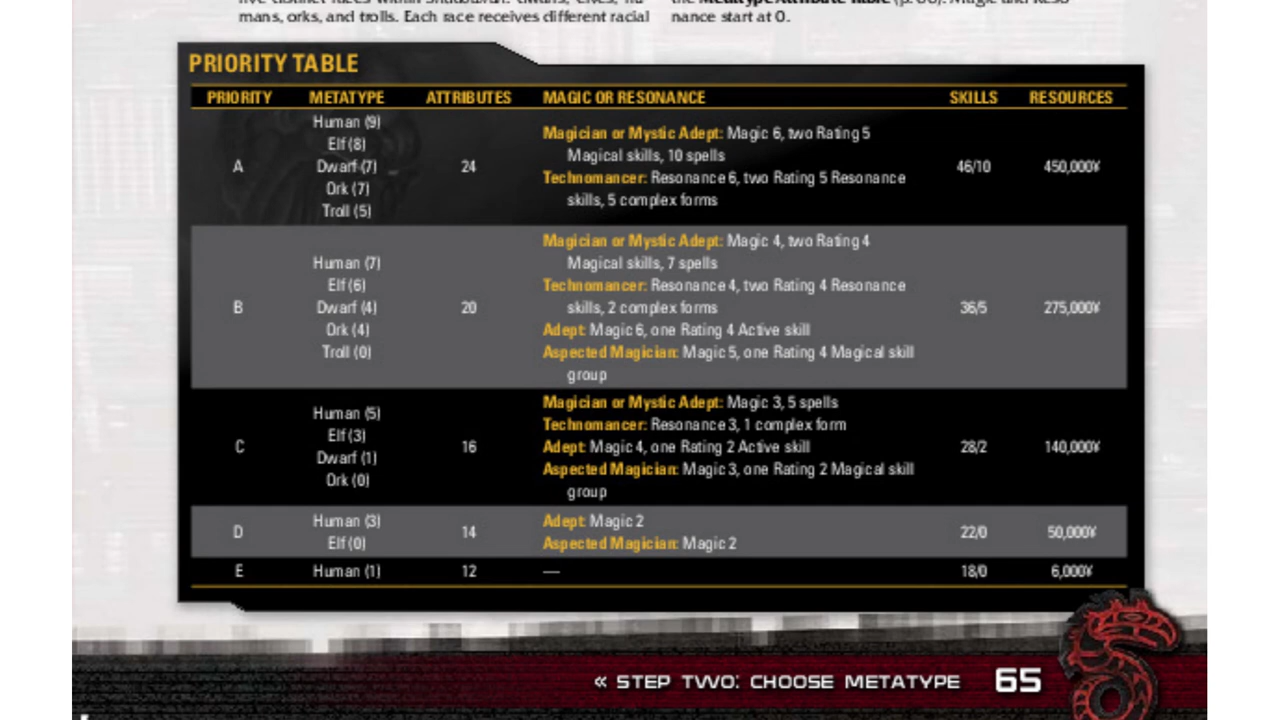 mans, orks, and trolls. Each race receives different racial
nance start at 0.
PRIORITY TABLE
PRIORITY METATYPE ATTRIBUTES MAGIC OR RESONANCE SKILLS RESOURCES
A
Human (9)
Elf (8)
Dwarf (7)
Ork (7)
Troll (5)
24
Magician or Mystic Adept: Magic 6, two Rating 5
Magical skills, 10 spells
Technomancer: Resonance 6, two Rating 5 Resonance
skills, 5 complex forms
46/10
450,000¥
B
Human (7)
Elf (6)
Dwarf (4)
Ork (4)
Troll (0)
20
Magician or Mystic Adept: Magic 4, two Rating 4
Magical skills, 7 spells
Technomancer: Resonance 4, two Rating 4 Resonance
skills, 2 complex forms
Adept: Magic 6, one Rating 4 Active skill
Aspected Magician: Magic 5, one Rating 4 Magical skill
group
36/5
275,000¥
C
Human (5)
Elf (3)
Dwarf (1)
Ork (0)
16
Magician or Mystic Adept: Magic 3, 5 spells
Technomancer: Resonance 3, 1 complex form
Adept: Magic 4, one Rating 2 Active skill
Aspected Magician: Magic 3, one Rating 2 Magical skill
group
28/2
140,000¥
D
Human (3)
Elf (0)
14
Adept: Magic 2
Aspected Magician: Magic 2
22/0
50,000¥
E
Human (1)
12
—
18/0
6,000¥
« STEP TWO: CHOOSE METATYPE 65